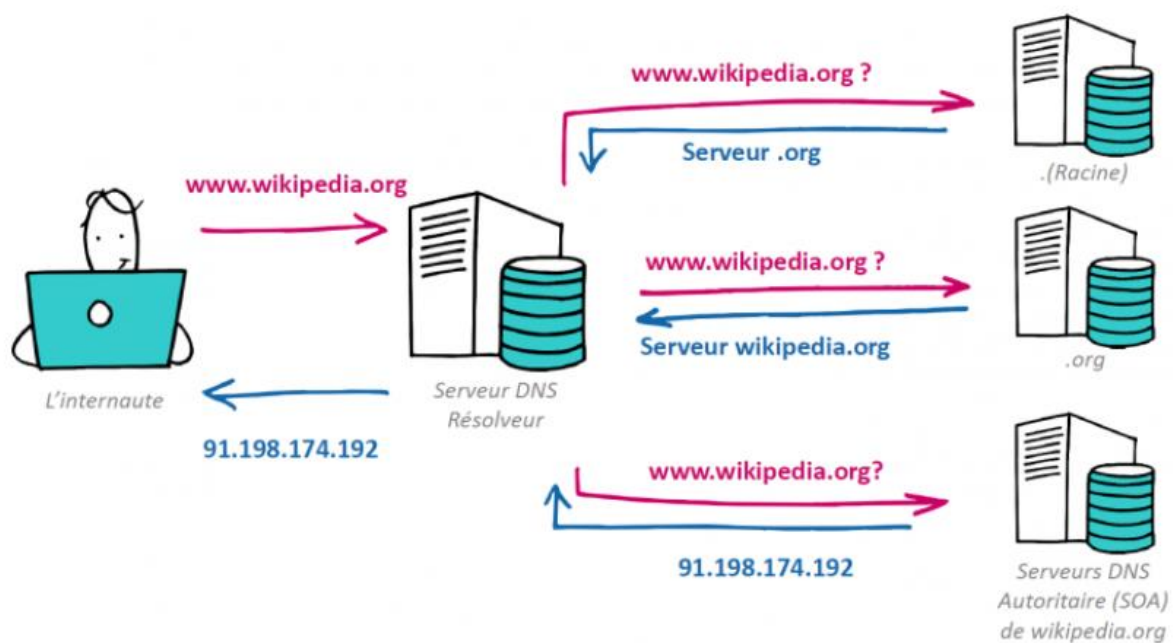 www.wikipedia.org ?
Serveur .org
.(Racine)
www.wikipedia.org
www.wikipedia.org ?
Serveur wikipedia.org
.org
L'internaute
Serveur DNS
Résolveur
91.198.174.192
www.wikipedia.org?
91.198.174.192
Serveurs DNS
Autoritaire (SOA)
de wikipedia.org